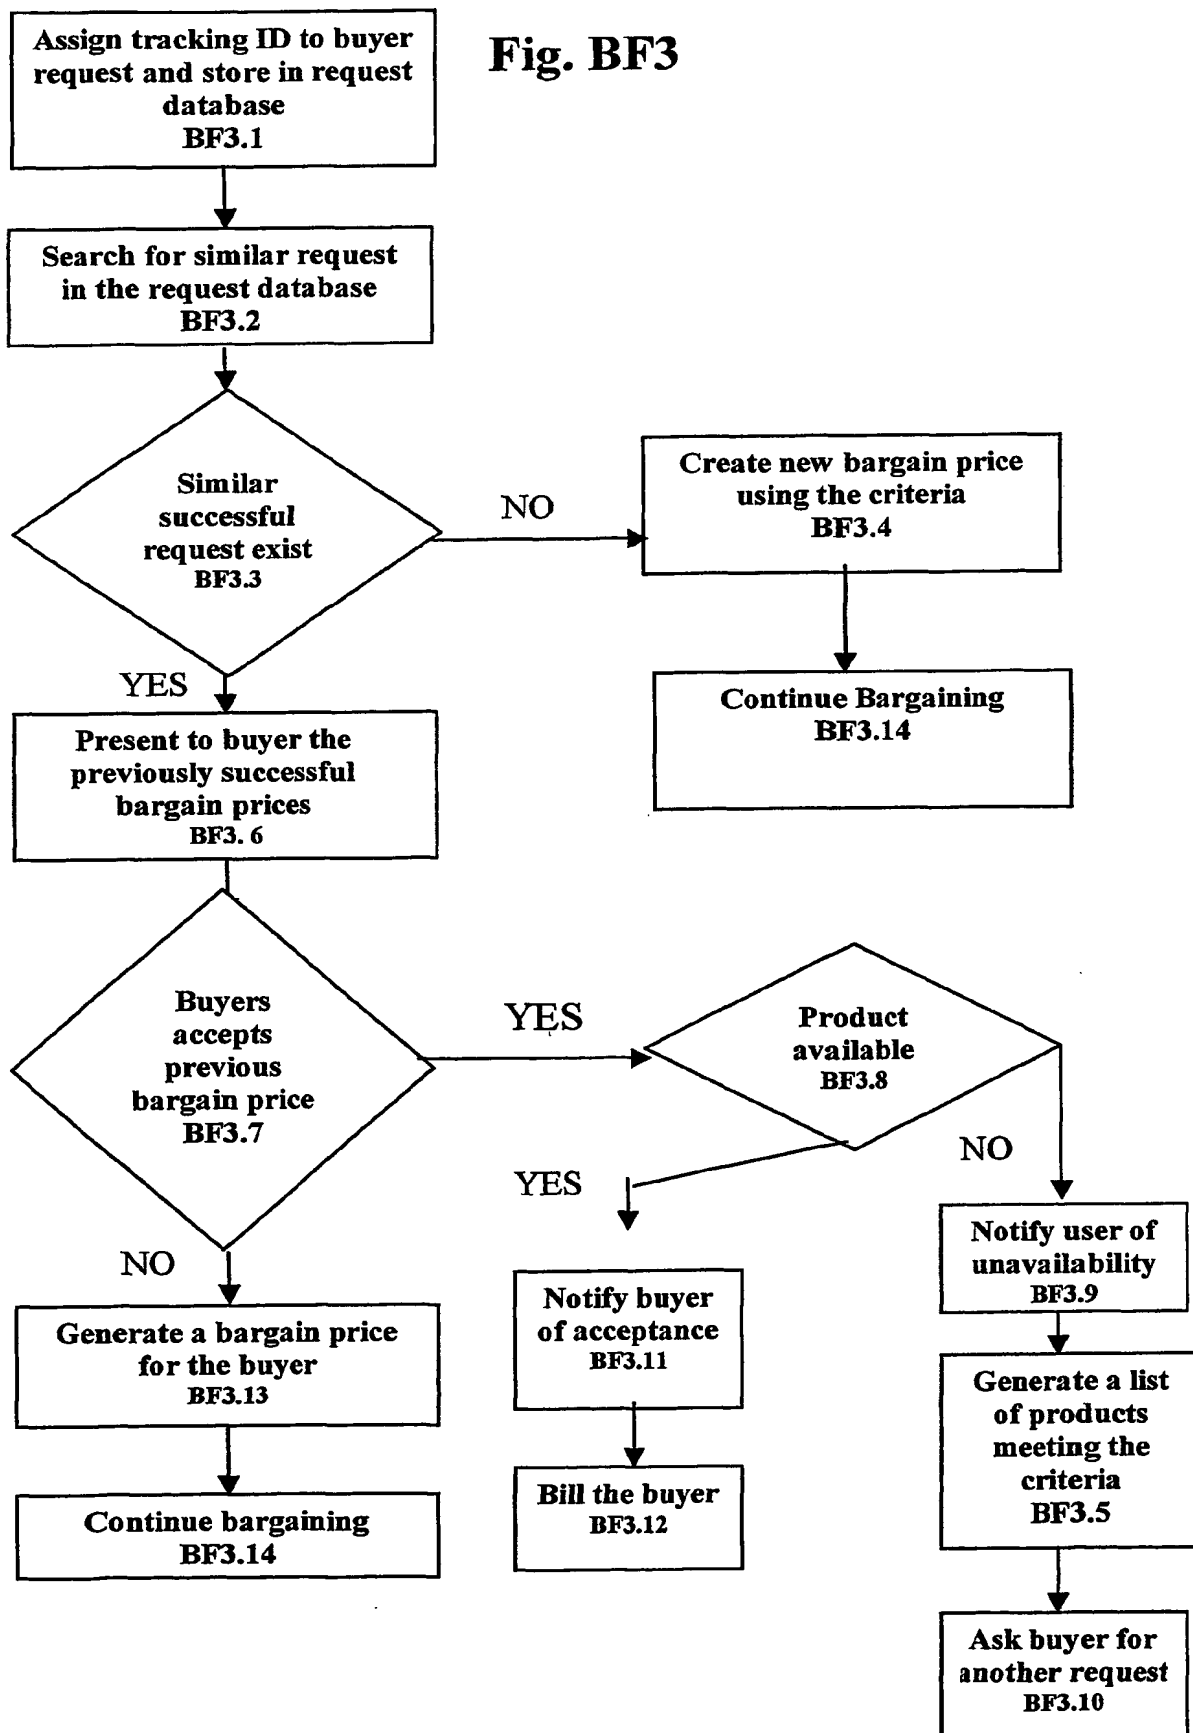 Fig. BF3
Assign tracking ID to buyer
request and store in request
database
BF3.1
Search for similar request
in the request database
BF3.2
Similar
successful
request exist
BF3.3
NO
Create new bargain price
using the criteria
BF3.4
Continue Bargaining
BF3.14
YES
Present to buyer the
previously successful
bargain prices
BF3. 6
Buyers
accepts
previous
bargain price
BF3.7
YES
Product
available
BF3.8
NO
YES
NO
Notify user of
unavailability
BF3.9
Notify buyer
of acceptance
BF3.11
Generate a bargain price
for the buyer
BF3.13
Generate a list
of products
meeting the
criteria
BF3.5
Bill the buyer
BF3.12
Continue bargaining
BF3.14
Ask buyer for
another request
BF3.10